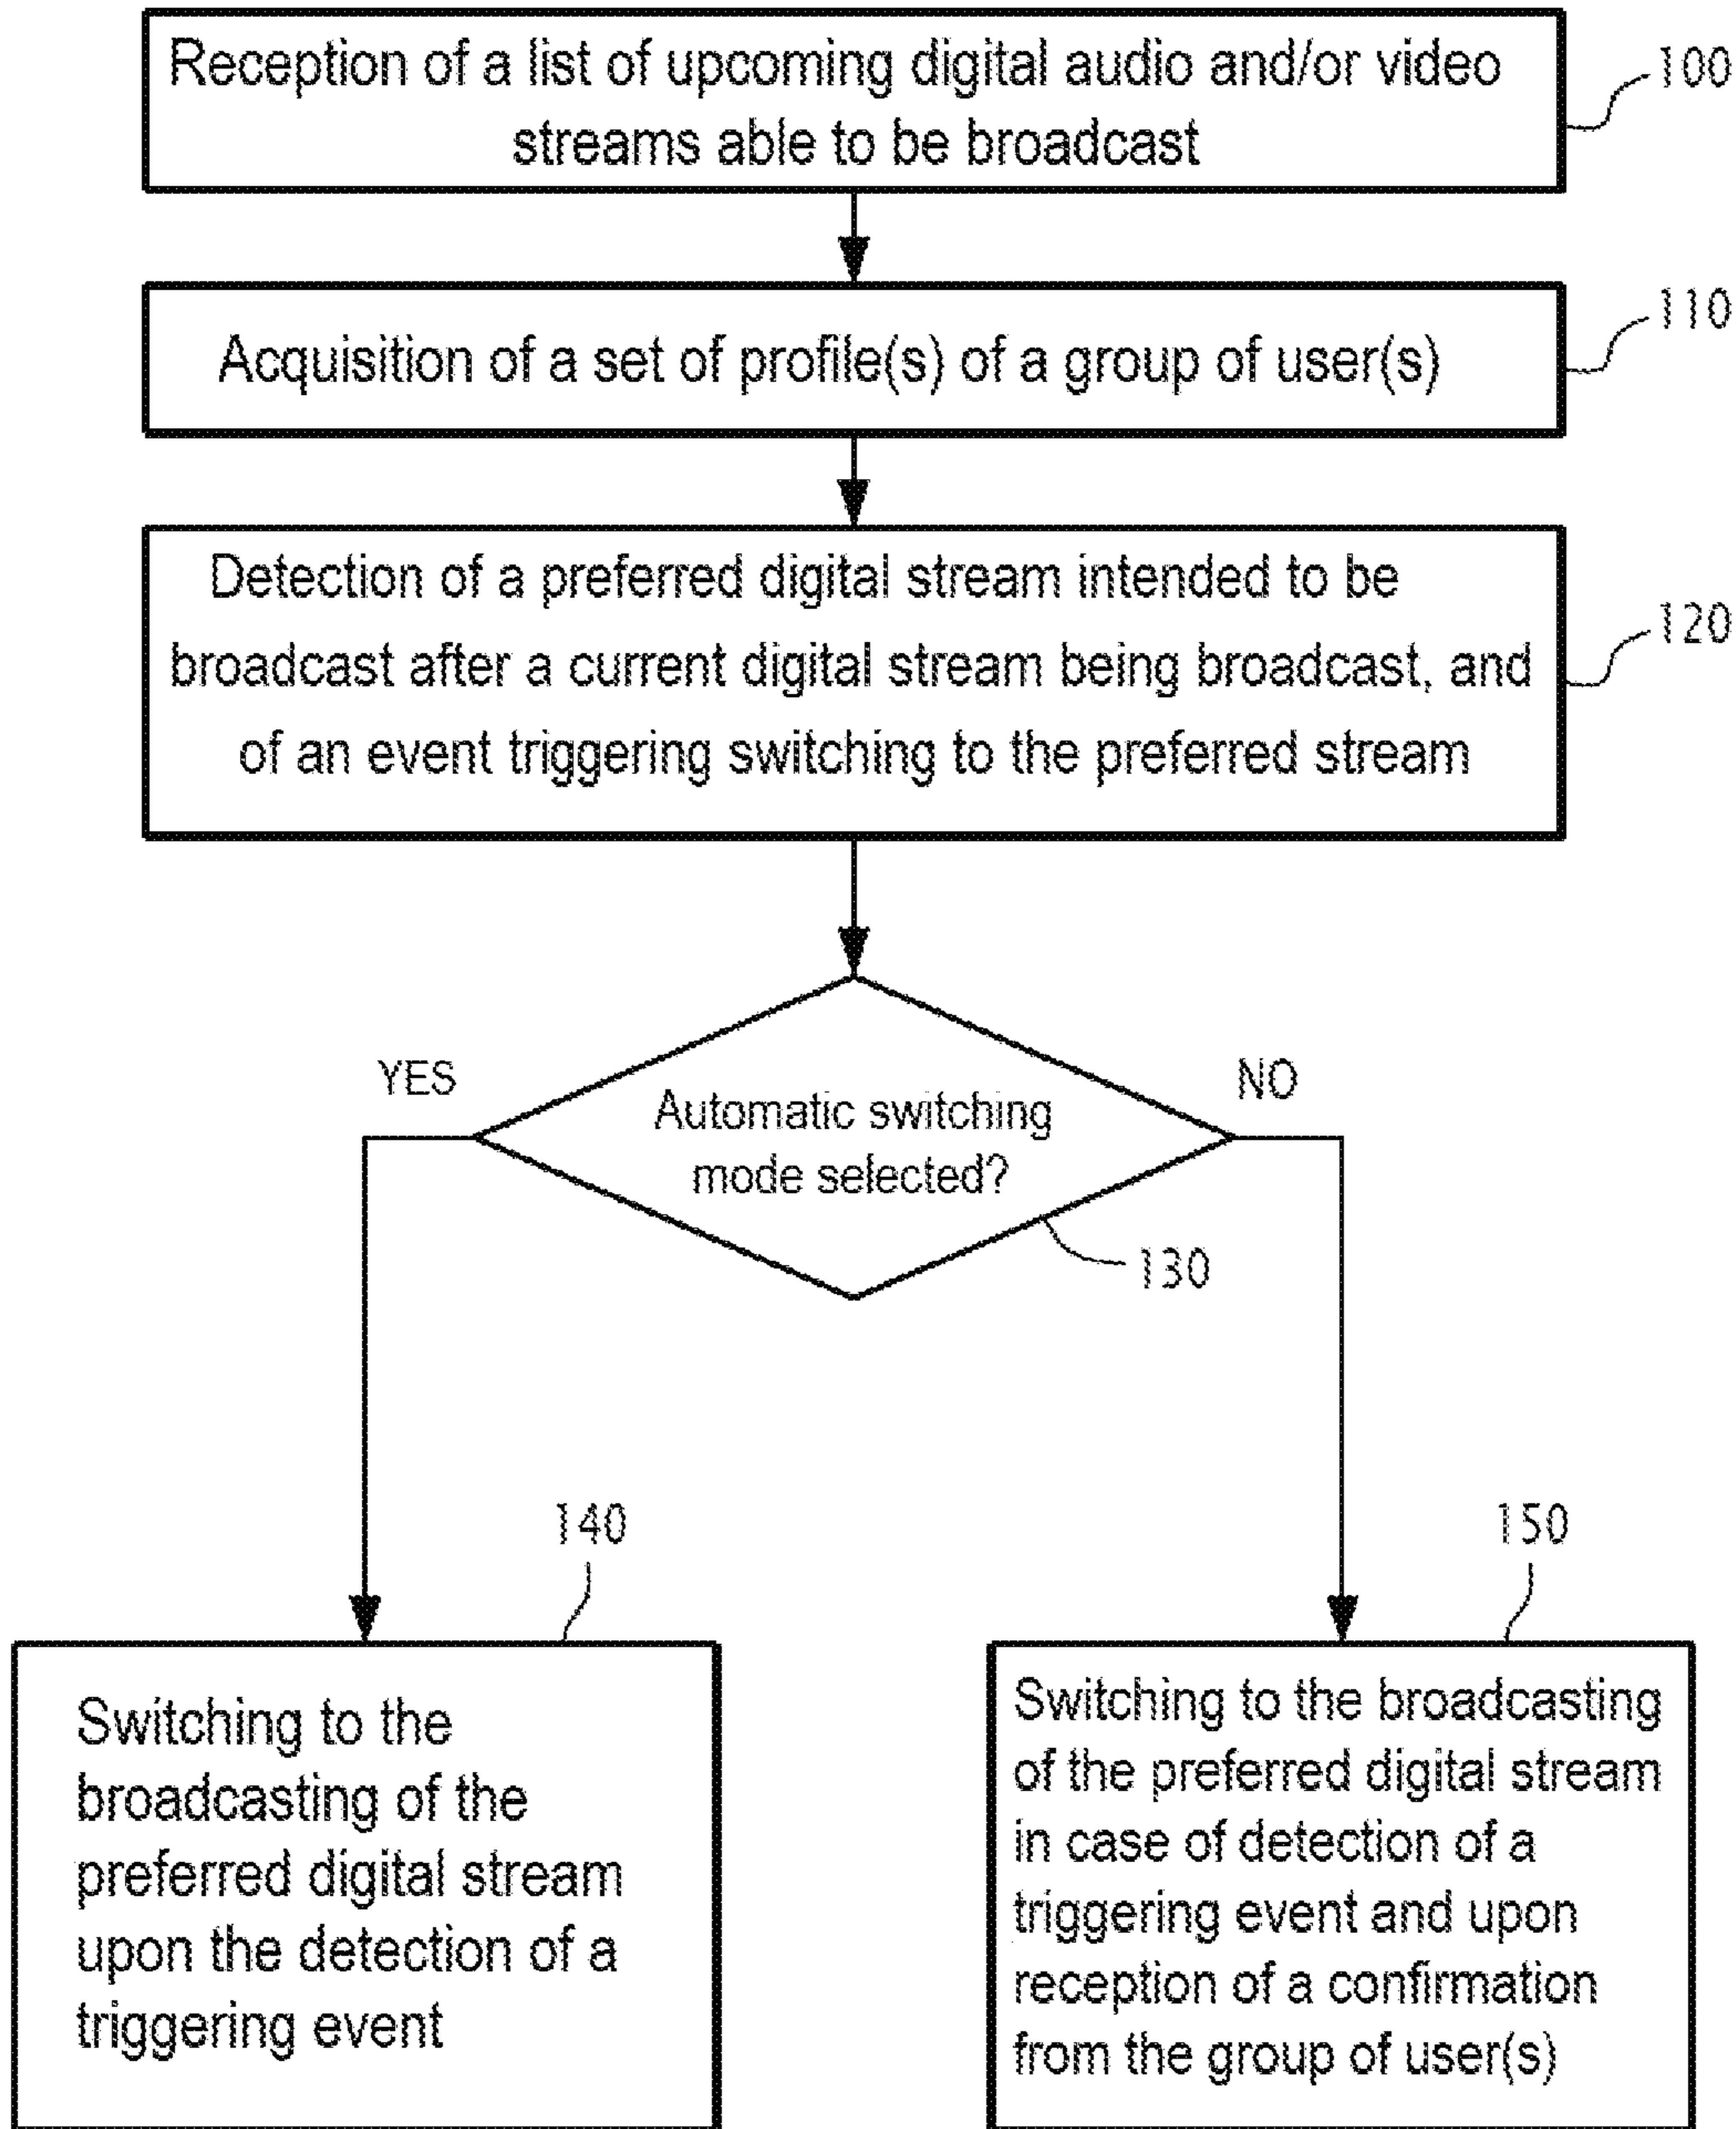 Reception of a list of upcoming digital audio and/or video
streams able to be broadcast
100
Acquisition of a set of profile(s) of a group of user(s)
110
Detection of a preferred digital stream intended to be
broadcast after a current digital stream being broadcast, and
of an event triggering switching to the preferred stream
120
YES
NO
Automatic switching
mode selected?
130
140
Switching to the
broadcasting of the
preferred digital stream
upon the detection of a
triggering event
150
Switching to the broadcasting
of the preferred digital stream
in case of detection of a
triggering event and upon
reception of a confirmation
from the group of user(s)